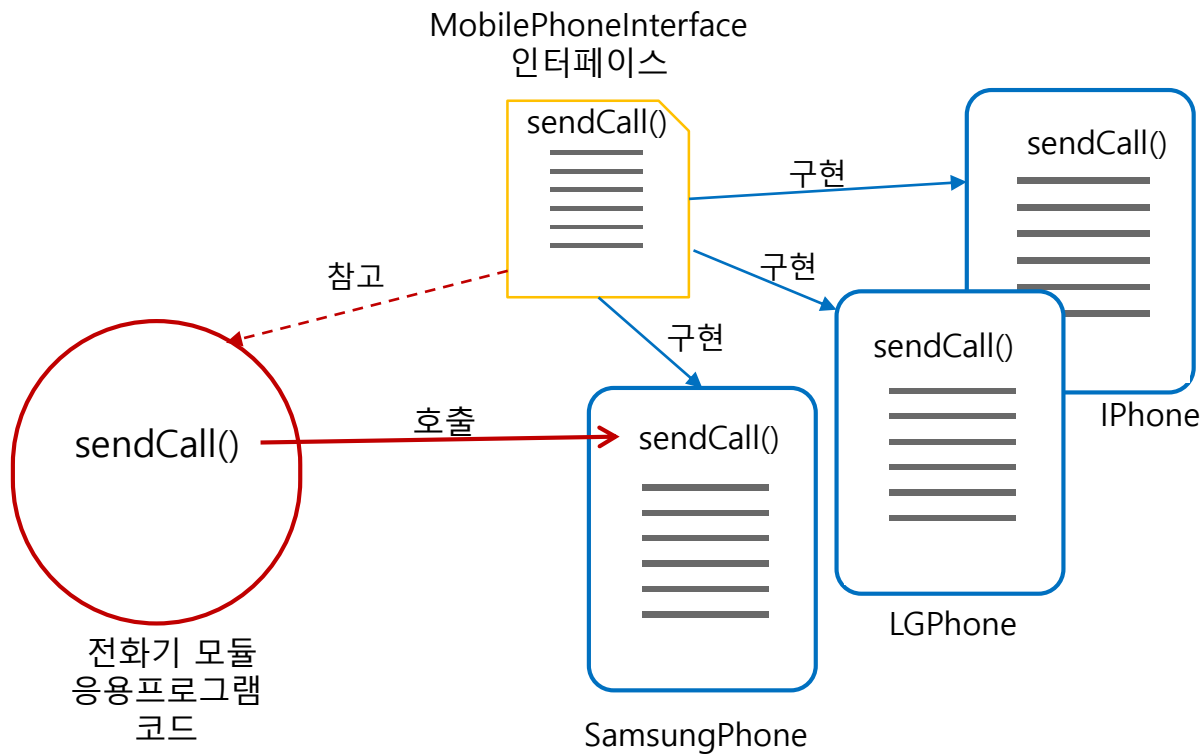 MobilePhoneInterface
인터페이스
sendCall()
sendCall()
구현
구현
참고
구현
sendCall()
IPhone
호출
sendCall()
sendCall()
LGPhone
전화기 모듈
응용프로그램
코드
SamsungPhone